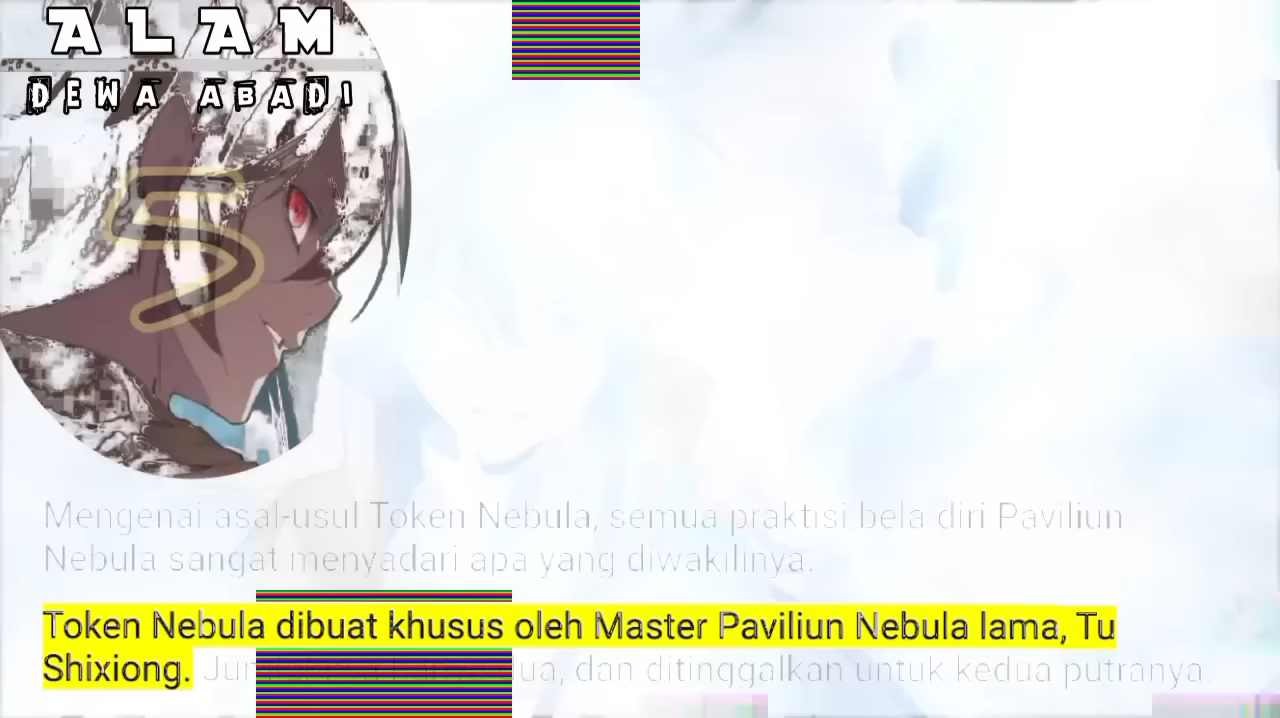 ALAM
DEWA ABADI
5
Mengenai asal-usul Token Nebula, semua praktisi bela diri Paviliun
Nebula sangat menyadari apa yang diwakilinya.
Token Nebula dibuat khusus oleh Master Paviliun Nebula lama, Tu
Shixiong. dan ditinggalkan untuk kedua putranya